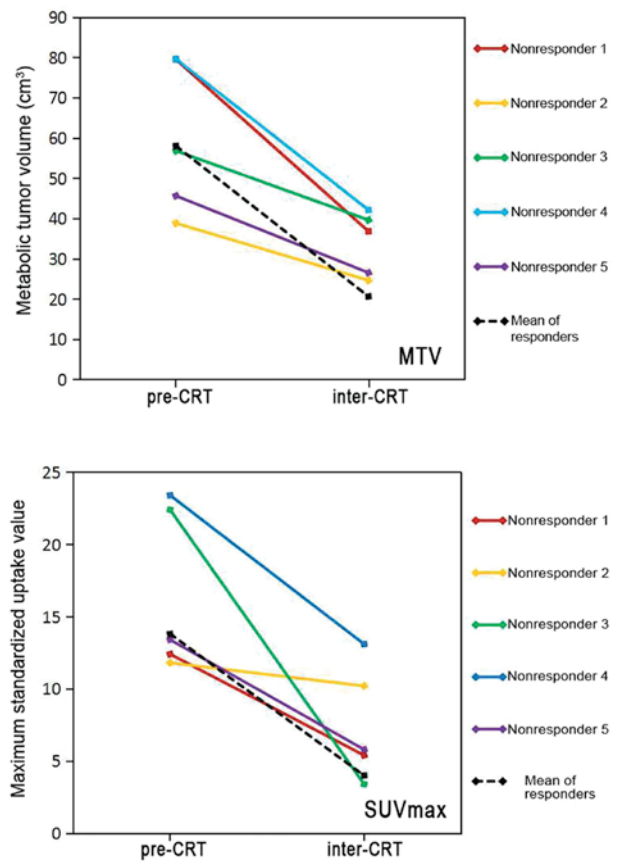 Metabolic tumor volume (cm³)
90
80
70
60
50
40
30
20
10
0
pre-CRT
inter-CRT
MTV
Nonresponder 1
Nonresponder 2
Nonresponder 3
Nonresponder 4
Nonresponder 5
Mean of
responders
Maximum standardized uptake value
25
20
15
10
5
0
pre-CRT
inter-CRT
SUVmax
Nonresponder 1
Nonresponder 2
Nonresponder 3
Nonresponder 4
Nonresponder 5
Mean of
responders